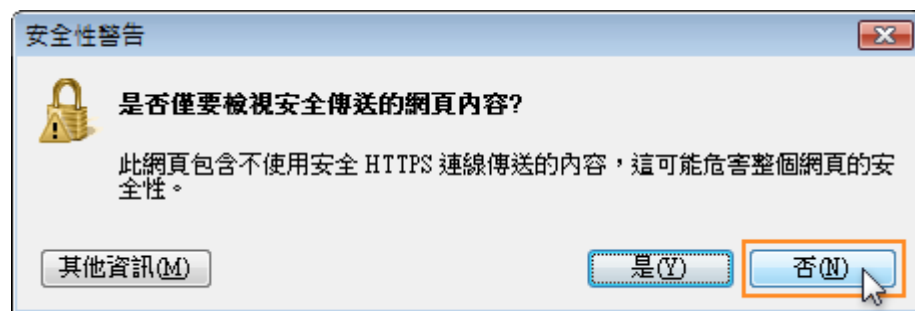 安全性警告
是否僅要檢視安全傳送的網頁內容?
此網頁包含不使用安全 HTTPS 連線傳送的內容，這可能危害整個網頁的安
全性。
其他資訊(M) 是(Y) 否(N)